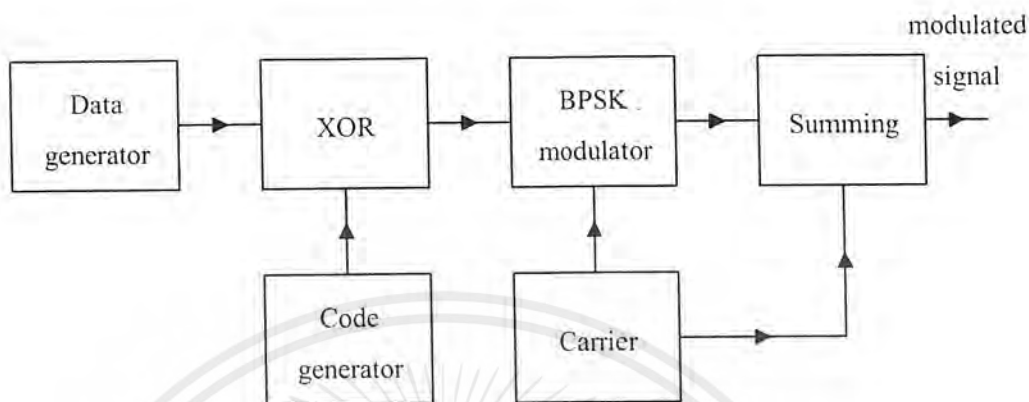 modulated
signal
Data
generator
XOR
BPSK
modulator
Summing
Code
generator
Carrier